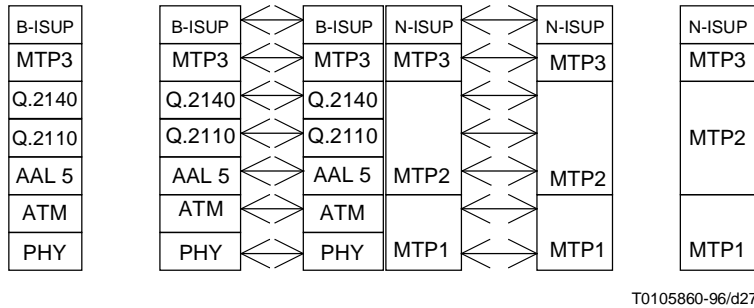 B-ISUP B-ISUP B-ISUP N-ISUP N-ISUP N-ISUP
MTP3 MTP3 MTP3 MTP3 MTP3 MTP3
Q.2140 Q.2140 Q.2140
Q.2110 Q.2110 Q.2110 MTP2
AAL 5 AAL 5 AAL 5 MTP2 MTP2
ATM ATM ATM
PHY PHY PHY MTP1 MTP1 MTP1
T0105860-96/d27